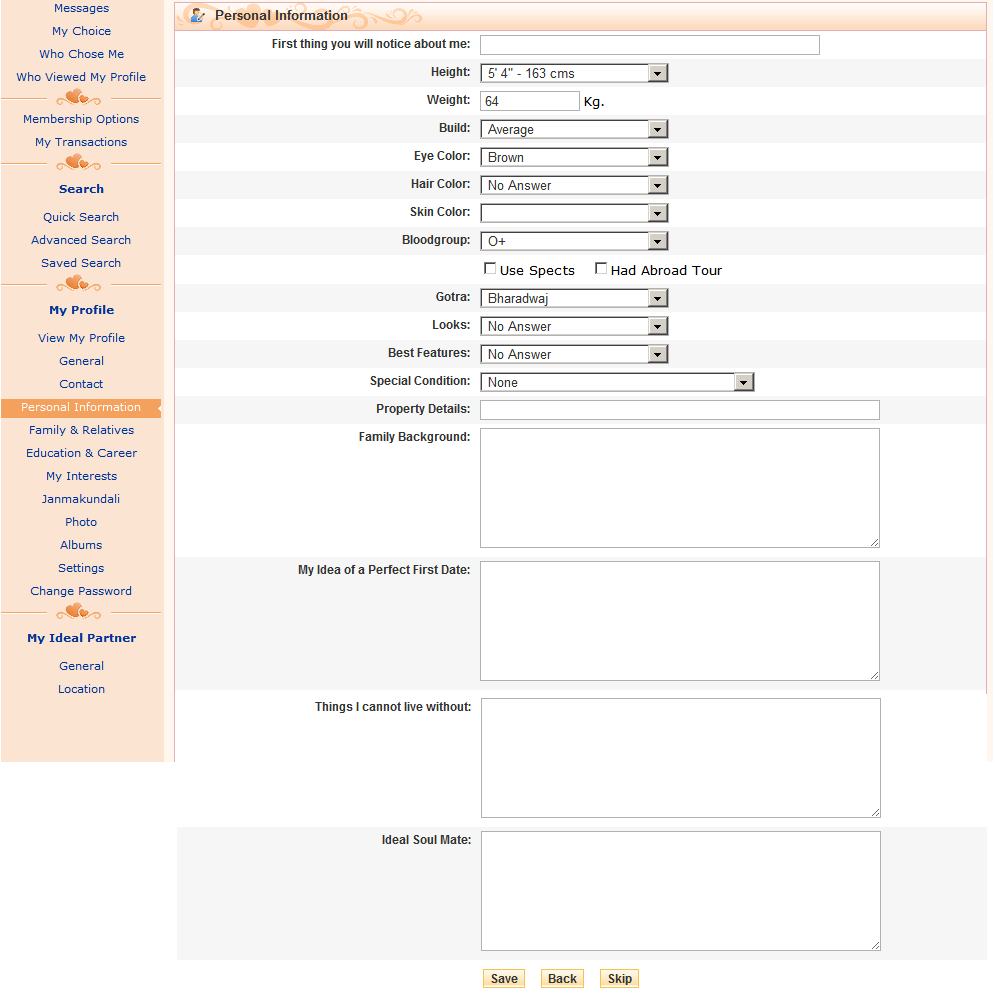 Messages
My Choice
Who Chose Me
Who Viewed My Profile
Membership Options
My Transactions
Search
Quick Search
Advanced Search
Saved Search
My Profile
View My Profile
General
Contact
Personal Information
Family & Relatives
Education & Career
My Interests
Janmakundali
Photo
Albums
Settings
Change Password
My Ideal Partner
General
Location
Personal Information
First thing you will notice about me:
Height: 5' 4" - 163 cms
Weight: 64 Kg.
Build: Average
Eye Color: Brown
Hair Color: No Answer
Skin Color:
Bloodgroup: O+
Use Spects Had Abroad Tour
Gotra: Bharadwaj
Looks: No Answer
Best Features: No Answer
Special Condition: None
Property Details:
Family Background:
My Idea of a Perfect First Date:
Things I cannot live without:
Ideal Soul Mate:
Save Back Skip